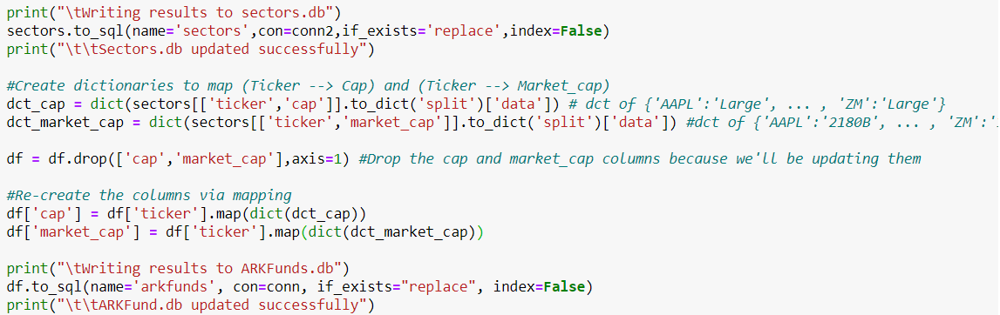 print("\tWriting results to sectors.db")
sectors.to_sql(name='sectors',con=conn2,if_exists='replace',index=False)
print("\t\tSectors.db updated successfully")
#Create dictionaries to map (Ticker --> Cap) and (Ticker --> Market_cap)
dct_cap = dict(sectors[['ticker','cap']].to_dict('split')['data']) # dct of {'AAPL':'Large', ... , 'ZM':'Large'}
dct_market_cap = dict(sectors[['ticker','market_cap']].to_dict('split')['data']) #dct of {'AAPL':'2180B', ... , 'ZM':'
df = df.drop(['cap','market_cap'],axis=1) #Drop the cap and market_cap columns because we'll be updating them
#Re-create the columns via mapping
df['cap'] = df['ticker'].map(dict(dct_cap))
df['market_cap'] = df['ticker'].map(dict(dct_market_cap))
print("\tWriting results to ARKFunds.db")
df.to_sql(name='arkfunds', con=conn, if_exists="replace", index=False)
print("\t\tARKFund.db updated successfully")